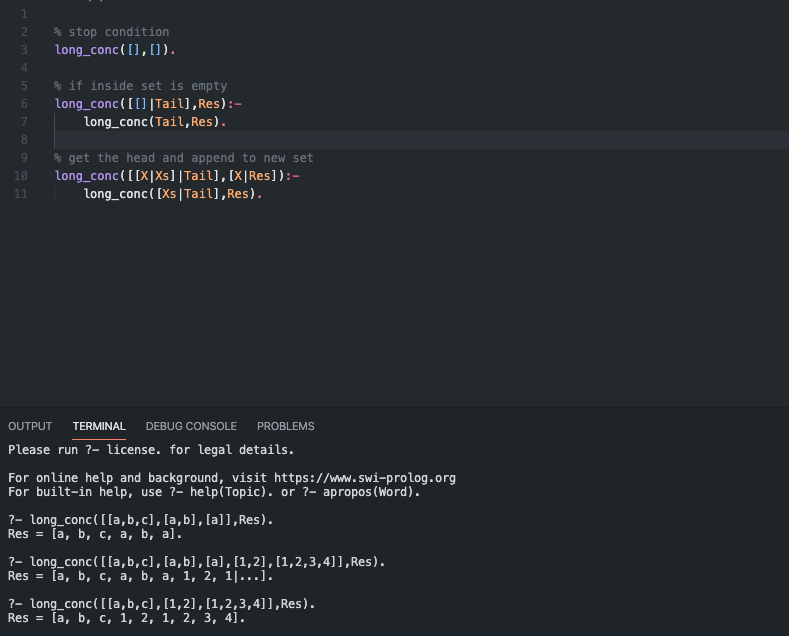 1
2 % stop condition
3 long_conc([],[]).
4
5 % if inside set is empty
6 long_conc([[]|Tail],Res):-
7 long_conc(Tail,Res).
8
9 % get the head and append to new set
10 long_conc([[X|Xs]|Tail],[X|Res]):-
11 long_conc([Xs|Tail],Res).
OUTPUT TERMINAL DEBUG CONSOLE PROBLEMS
Please run ?- license. for legal details.
For online help and background, visit https://www.swi-prolog.org
For built-in help, use ?- help(Topic). or ?- apropos(Word).
?- long_conc([[a,b,c],[a,b],[a]],Res).
Res = [a, b, c, a, b, a].
?- long_conc([[a,b,c],[a,b],[a],[1,2],[1,2,3,4]],Res).
Res = [a, b, c, a, b, a, 1, 2, 1|...].
?- long_conc([[a,b,c],[1,2],[1,2,3,4]],Res).
Res = [a, b, c, 1, 2, 1, 2, 3, 4].